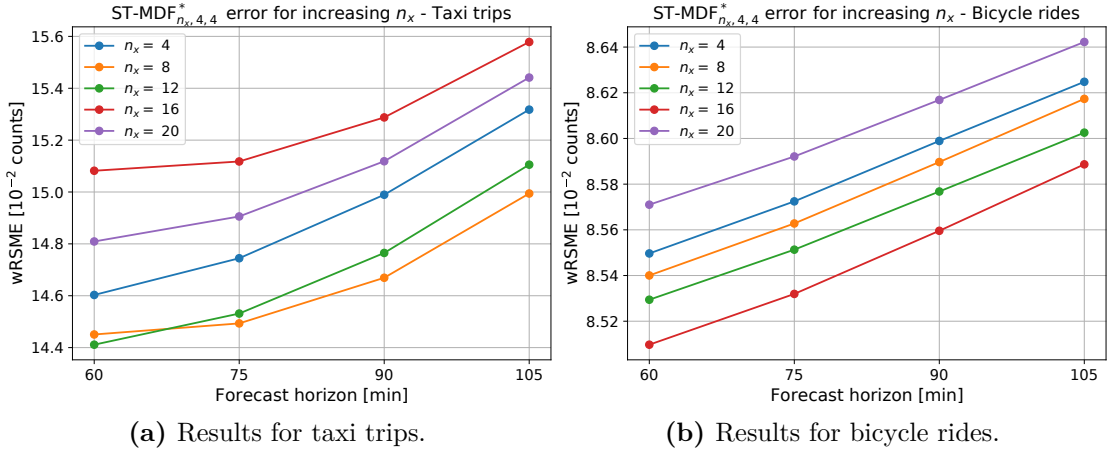 ST-MDF*nx,4,4 error for increasing nx - Taxi trips
wRSME [10−2 counts]
15.6
15.4
15.2
15.0
14.8
14.6
14.4
nx = 4
nx = 8
nx = 12
nx = 16
nx = 20
60 75 90 105
Forecast horizon [min]
(a) Results for taxi trips.
ST-MDF*nx,4,4 error for increasing nx - Bicycle rides
wRSME [10−2 counts]
8.64
8.62
8.60
8.58
8.56
8.54
8.52
nx = 4
nx = 8
nx = 12
nx = 16
nx = 20
60 75 90 105
Forecast horizon [min]
(b) Results for bicycle rides.